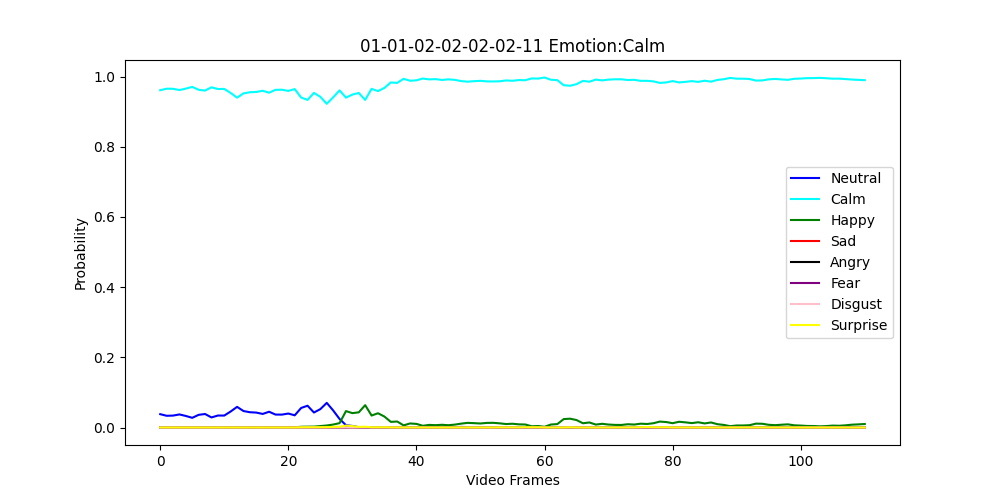 01-01-02-02-02-02-11 Emotion:Calm
1.0
0.8
0.6
0.4
0.2
0.0
Probability
0 20 40 60 80 100
Video Frames
Neutral
Calm
Happy
Sad
Angry
Fear
Disgust
Surprise